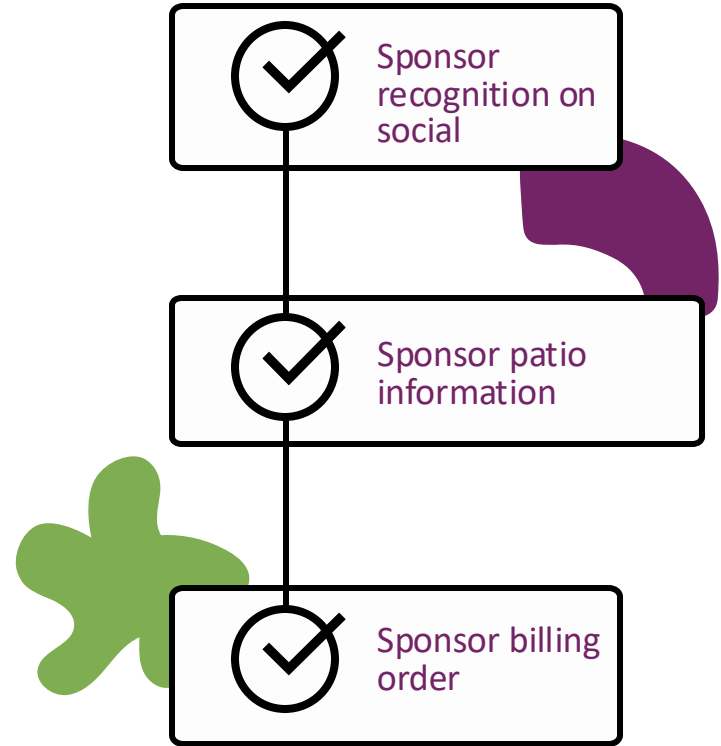 Sponsor
recognition on
social
Sponsor patio
information
Sponsor billing
order